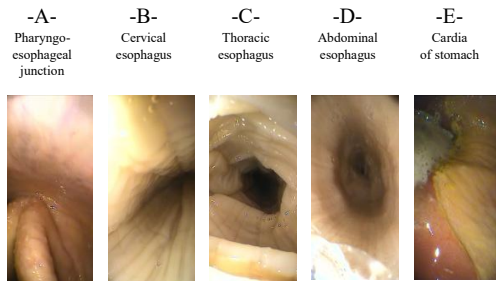 -A-
Pharyngo-
esophageal
junction
-B-
Cervical
esophagus
-C-
Thoracic
esophagus
-D-
Abdominal
esophagus
-E-
Cardia
of stomach